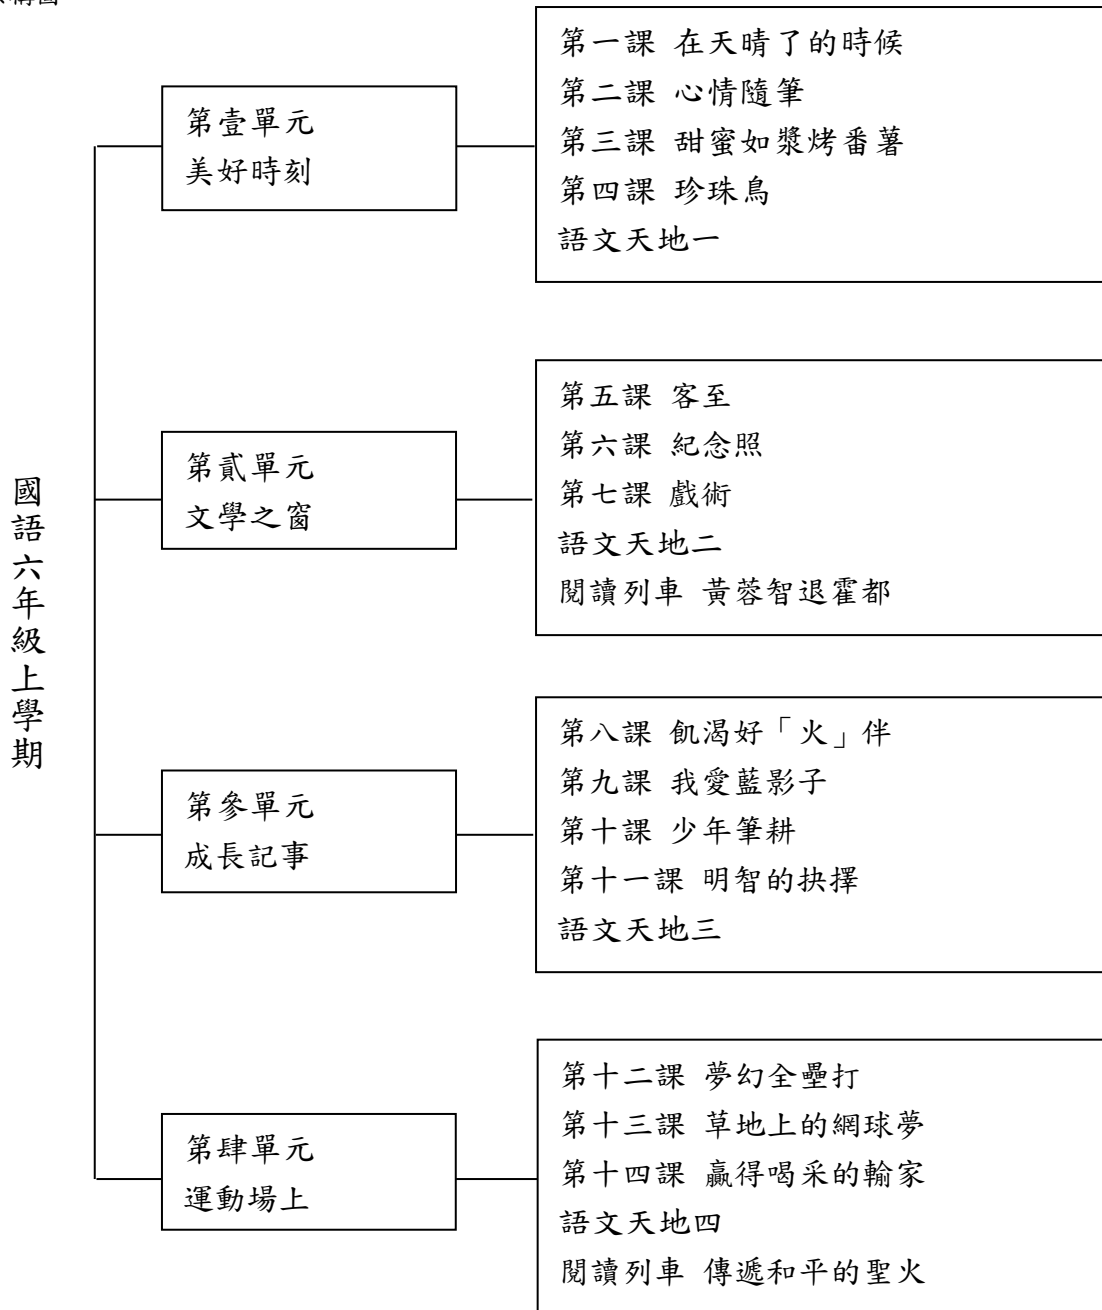 國語六年級上學期
第壹單元
美好時刻
第一課 在天晴了的時候
第二課 心情隨筆
第三課 甜蜜如漿烤番薯
第四課 珍珠鳥
語文天地一
第貳單元
文學之窗
第五課 客至
第六課 紀念照
第七課 戲術
語文天地二
閱讀列車 黃蓉智退霍都
第參單元
成長記事
第八課 飢渴好「火」伴
第九課 我愛藍影子
第十課 少年筆耕
第十一課 明智的抉擇
語文天地三
第肆單元
運動場上
第十二課 夢幻全壘打
第十三課 草地上的網球夢
第十四課 贏得喝采的輸家
語文天地四
閱讀列車 傳遞和平的聖火